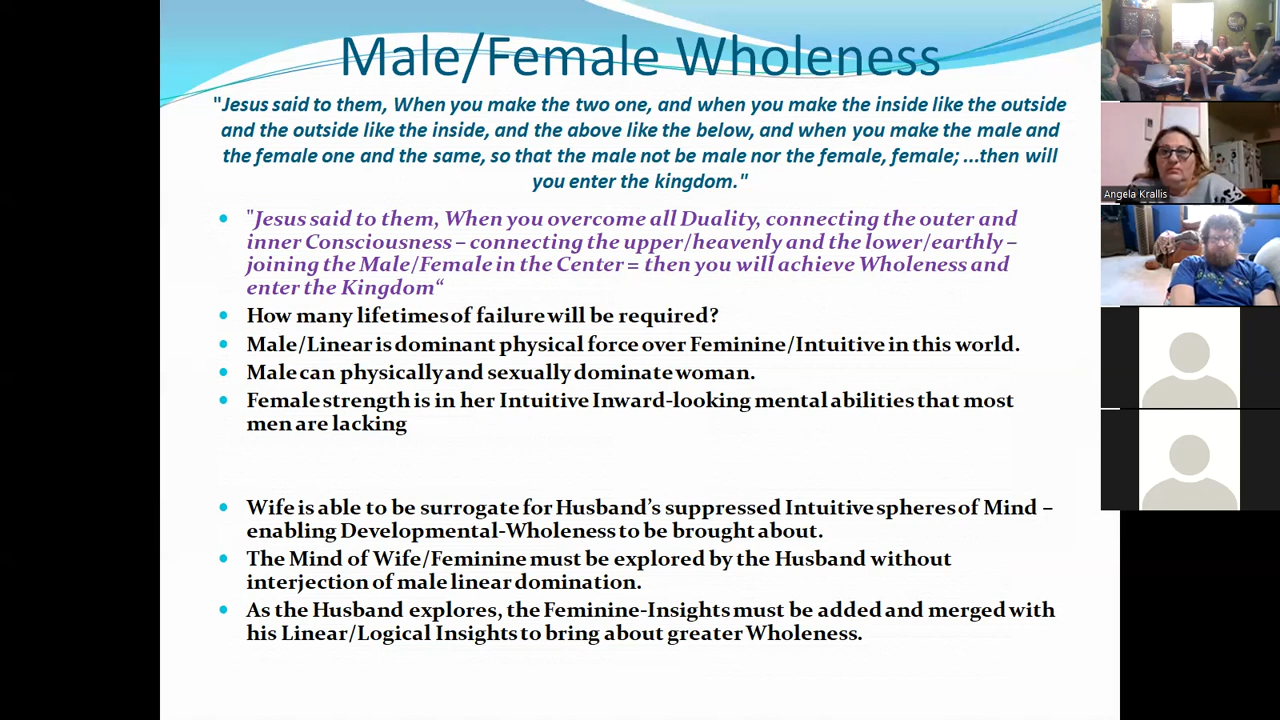 Male/Female Wholeness
"Jesus said to them, When you make the two one, and when you make the inside like the outside
and the outside like the inside, and the above like the below, and when you make the male and
the female one and the same, so that the male not be male nor the female, female; ...then will
you enter the kingdom."
• "Jesus said to them, When you overcome all Duality, connecting the outer and
inner Consciousness – connecting the upper/heavenly and the lower/earthly –
joining the Male/Female in the Center = then you will achieve Wholeness and
enter the Kingdom“
• How many lifetimes of failure will be required?
• Male/Linear is dominant physical force over Feminine/Intuitive in this world.
• Male can physically and sexually dominate woman.
• Female strength is in her Intuitive Inward-looking mental abilities that most
men are lacking
• Wife is able to be surrogate for Husband’s suppressed Intuitive spheres of Mind –
enabling Developmental-Wholeness to be brought about.
• The Mind of Wife/Feminine must be explored by the Husband without
interjection of male linear domination.
• As the Husband explores, the Feminine-Insights must be added and merged with
his Linear/Logical Insights to bring about greater Wholeness.
Angela Krallis